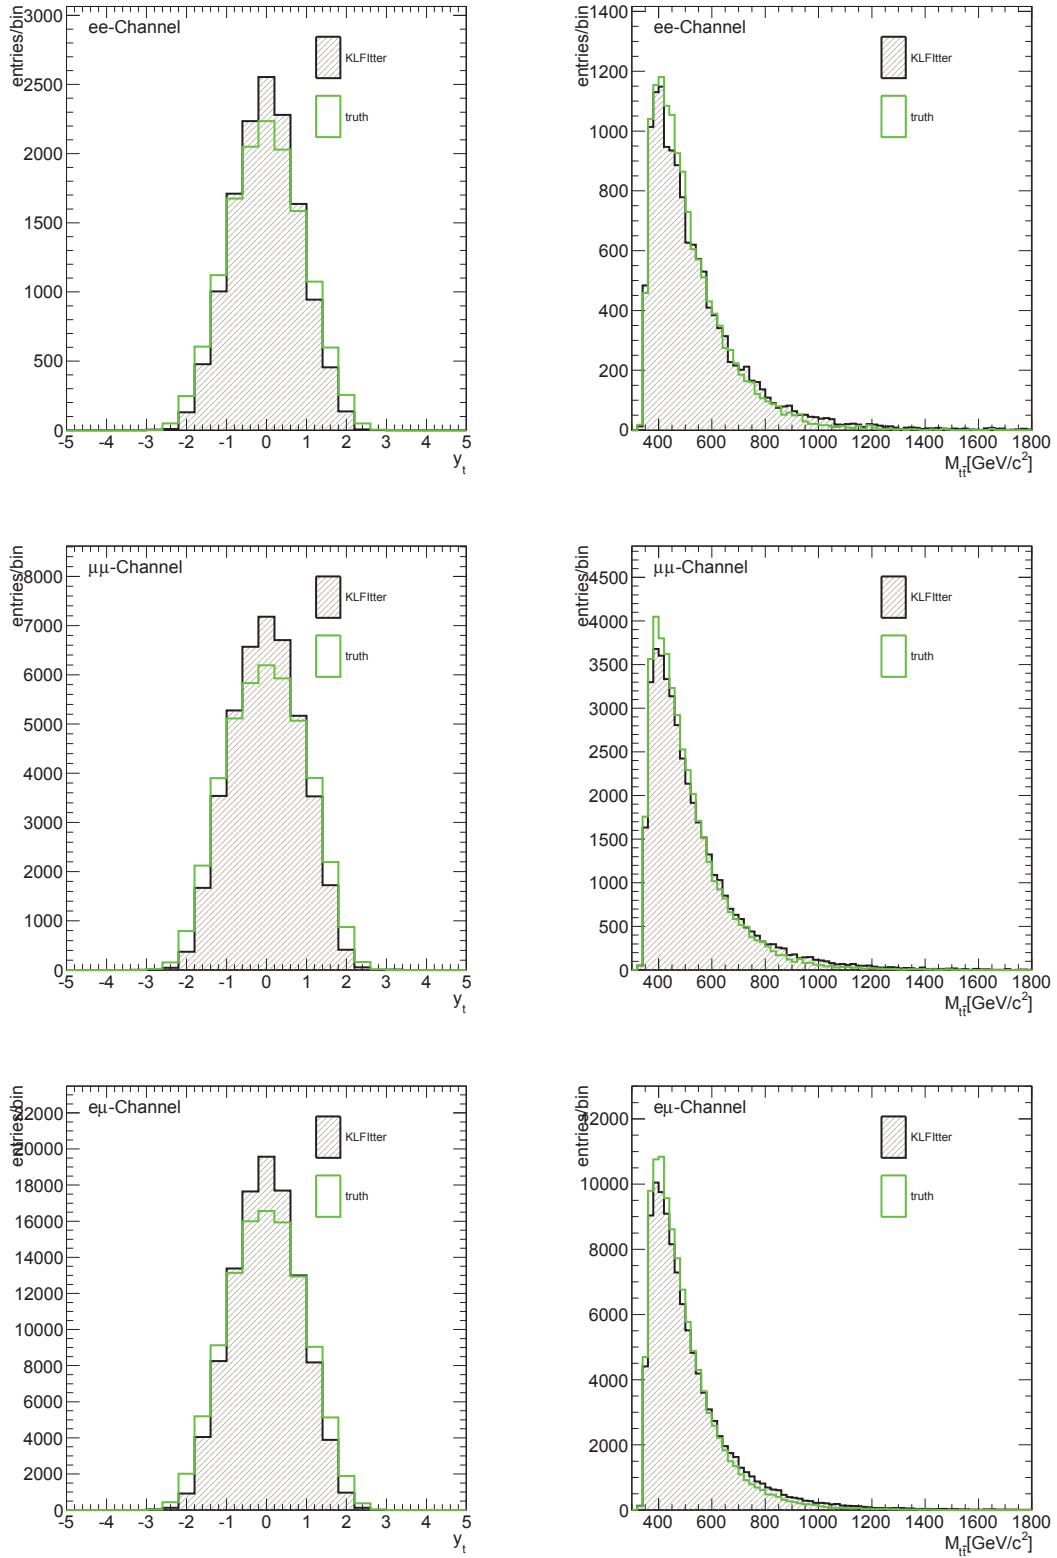 entries/bin
ee-Channel
KLFItter
truth
3000
2500
2000
1500
1000
500
0
-5 -4 -3 -2 -1 0 1 2 3 4 5
y_t
entries/bin
ee-Channel
KLFItter
truth
1400
1200
1000
800
600
400
200
0
400 600 800 1000 1200 1400 1600 1800
M_tt̄[GeV/c²]
entries/bin
μμ-Channel
KLFItter
truth
8000
7000
6000
5000
4000
3000
2000
1000
0
-5 -4 -3 -2 -1 0 1 2 3 4 5
y_t
entries/bin
μμ-Channel
KLFItter
truth
4500
4000
3500
3000
2500
2000
1500
1000
500
0
400 600 800 1000 1200 1400 1600 1800
M_tt̄[GeV/c²]
entries/bin
eμ-Channel
KLFItter
truth
22000
20000
18000
16000
14000
12000
10000
8000
6000
4000
2000
0
-5 -4 -3 -2 -1 0 1 2 3 4 5
y_t
entries/bin
eμ-Channel
KLFItter
truth
12000
10000
8000
6000
4000
2000
0
400 600 800 1000 1200 1400 1600 1800
M_tt̄[GeV/c²]